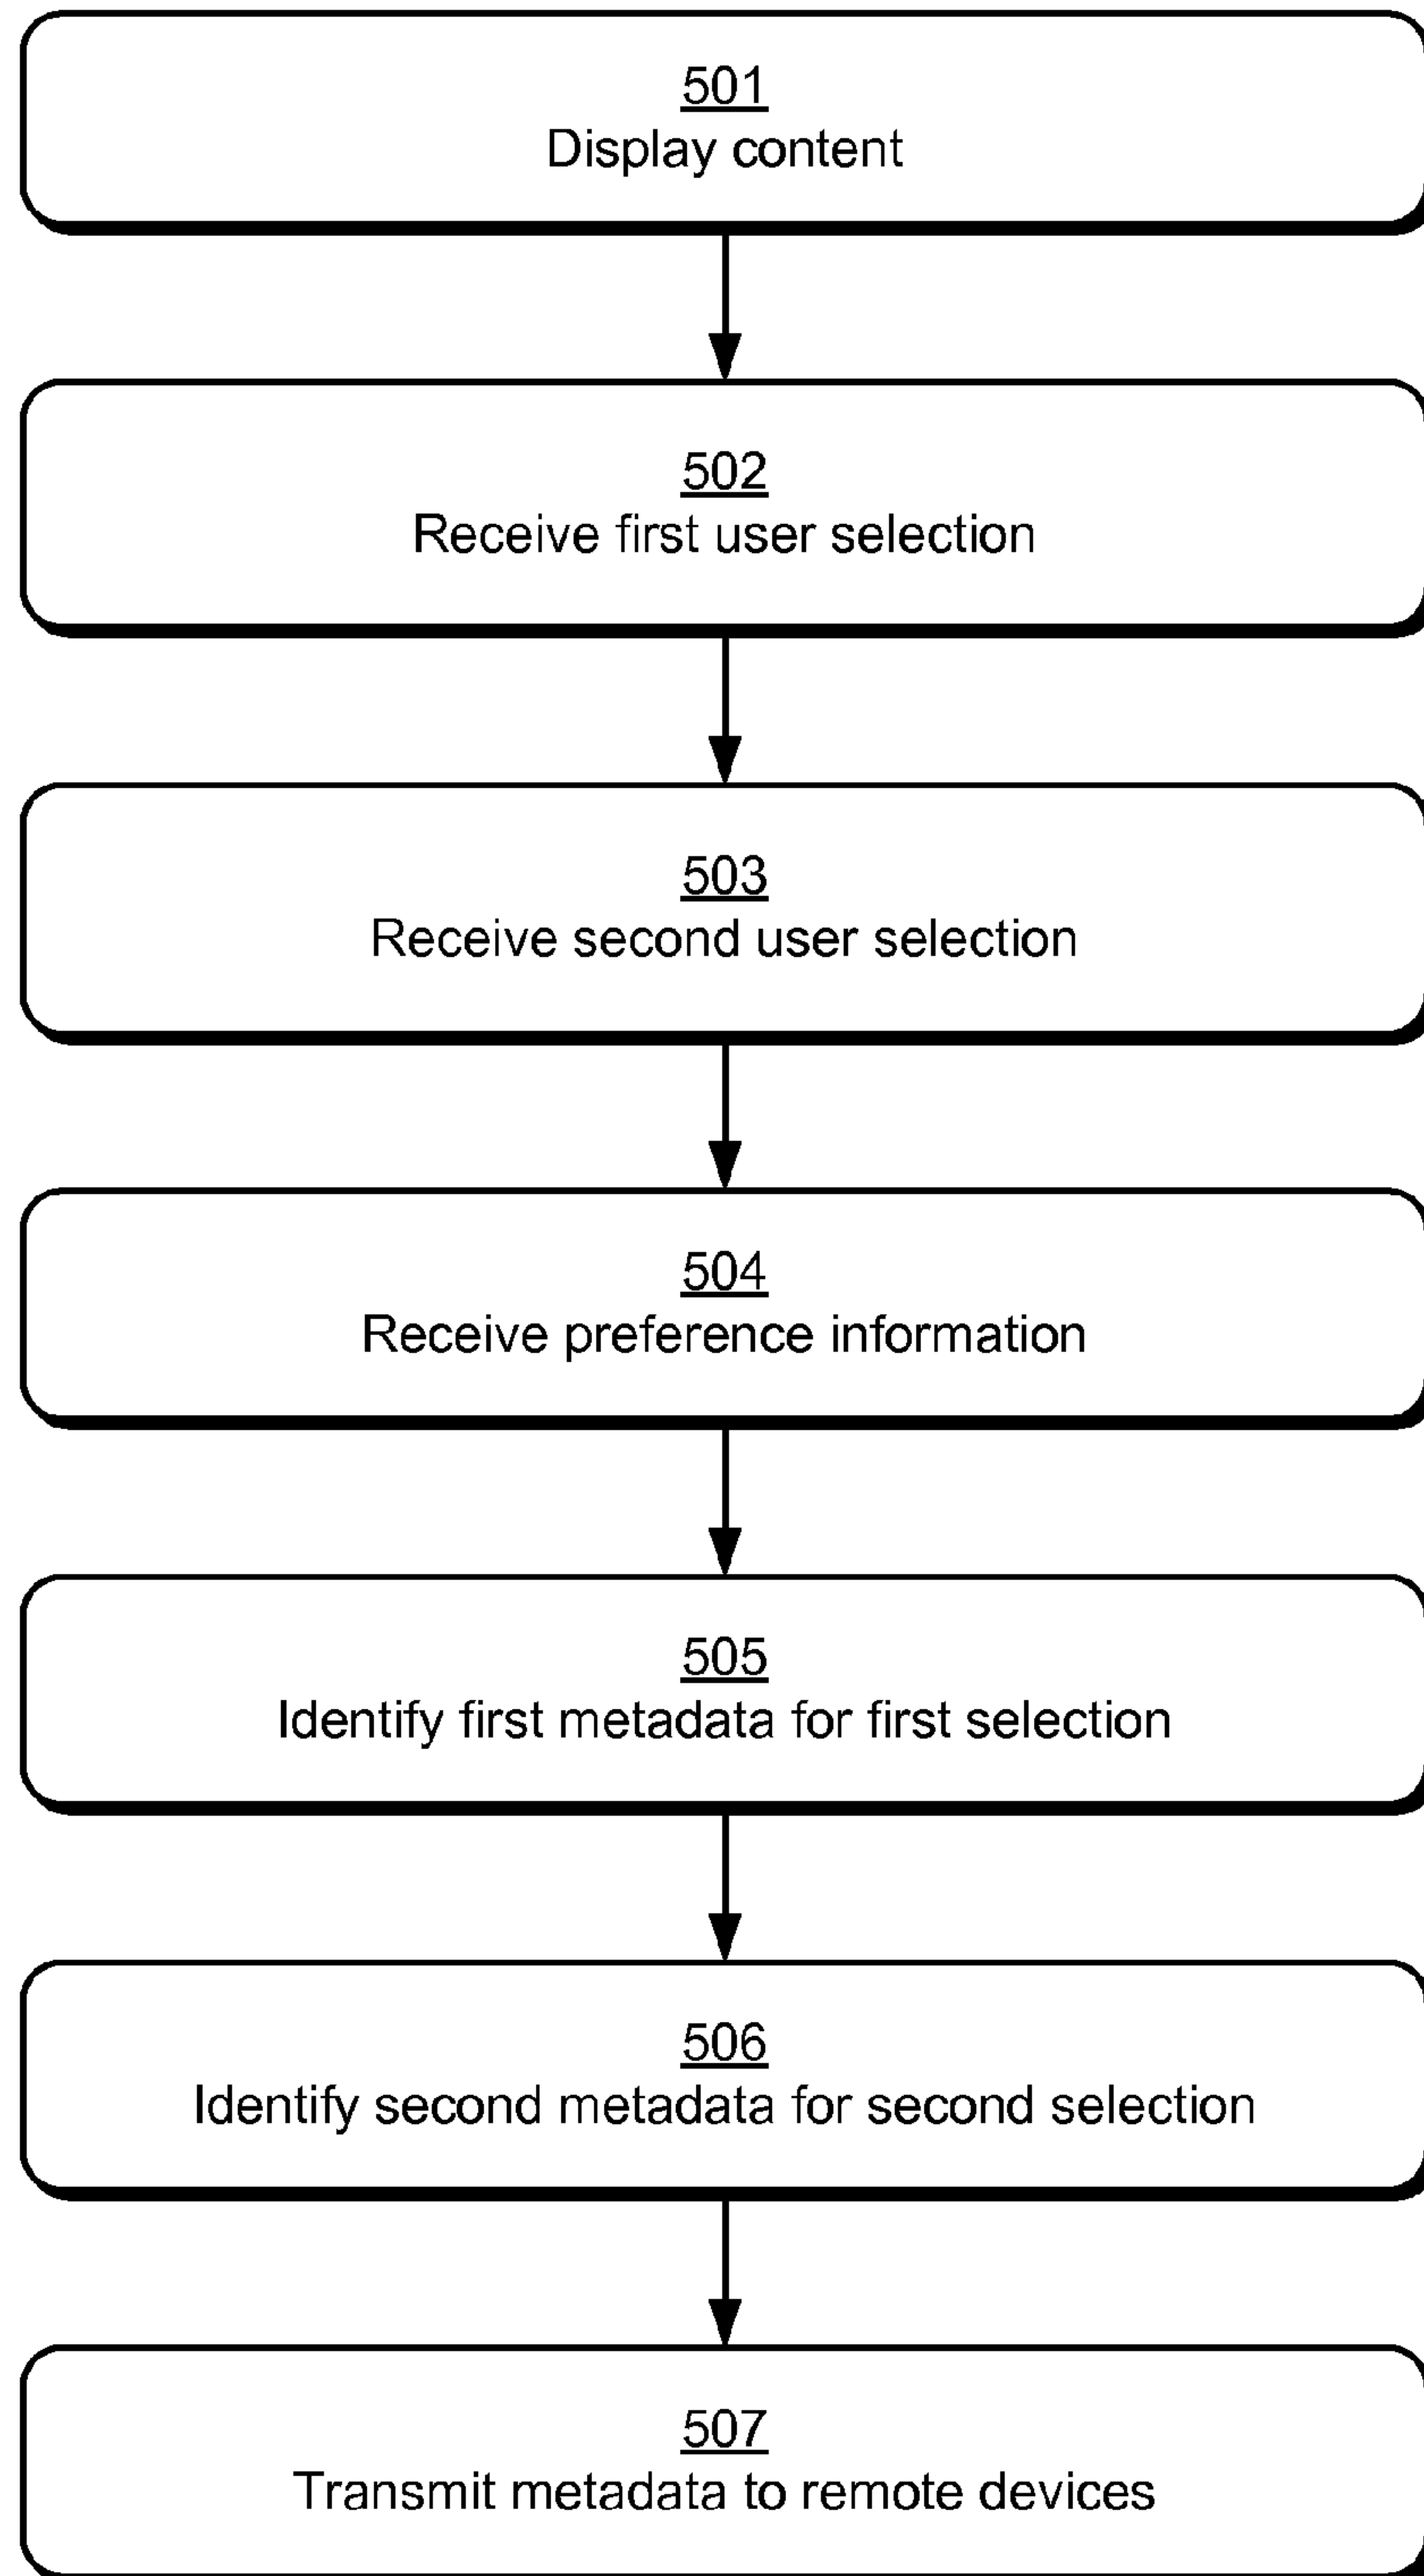 501
Display content
502
Receive first user selection
503
Receive second user selection
504
Receive preference information
505
Identify first metadata for first selection
506
Identify second metadata for second selection
507
Transmit metadata to remote devices